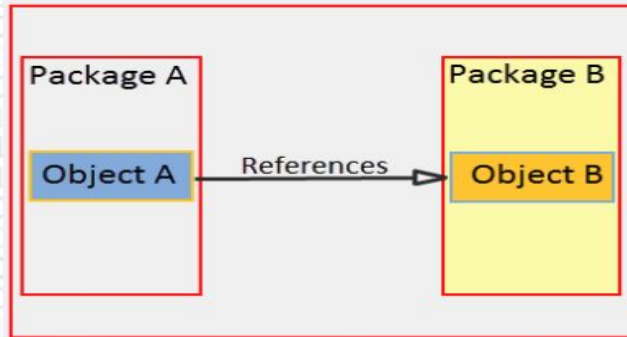 Package A
Package B
Object A
References
Object B